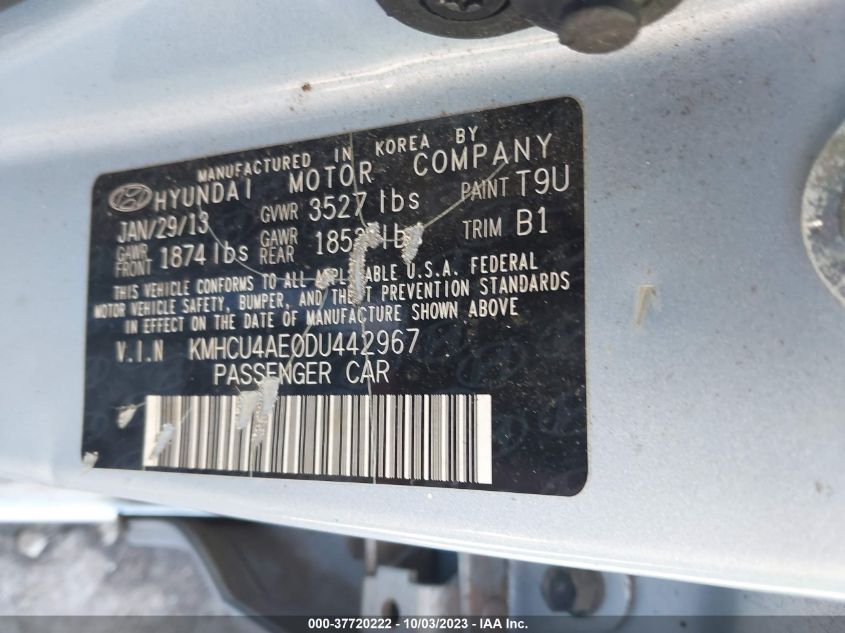 MANUFACTURED IN KOREA BY
HYUNDAI MOTOR COMPANY
JAN/29/13 GVWR 3527 lbs PAINT T9U
GAWR FRONT 1874 lbs GAWR REAR TRIM B1
THIS VEHICLE CONFORMS TO ALL APPLICABLE U.S.A. FEDERAL
MOTOR VEHICLE SAFETY, BUMPER, AND THEFT PREVENTION STANDARDS
IN EFFECT ON THE DATE OF MANUFACTURE SHOWN ABOVE
V.I.N KMHCU4AE0DU442967
PASSENGER CAR
000-37720222 - 10/03/2023 - IAA Inc.